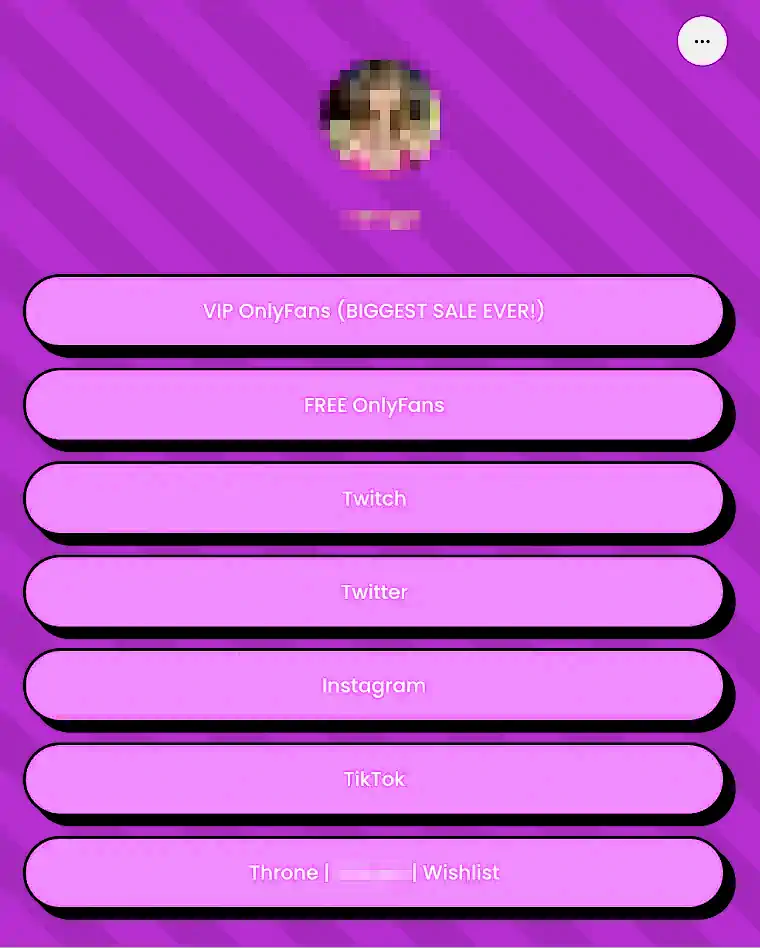 VIP OnlyFans (BIGGEST SALE EVER!)
FREE OnlyFans
Twitch
Twitter
Instagram
TikTok
Throne | | Wishlist